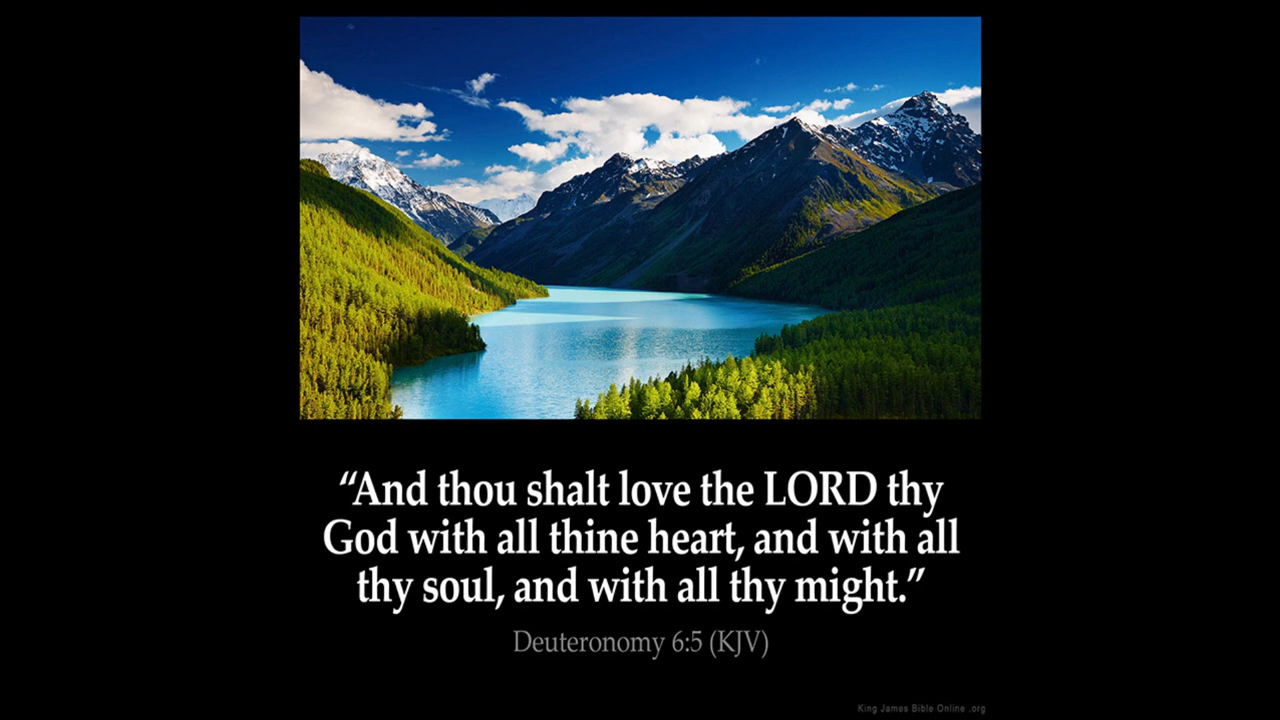 “And thou shalt love the LORD thy
God with all thine heart, and with all
thy soul, and with all thy might.”
Deuteronomy 6:5 (KJV)
King James Bible Online .org